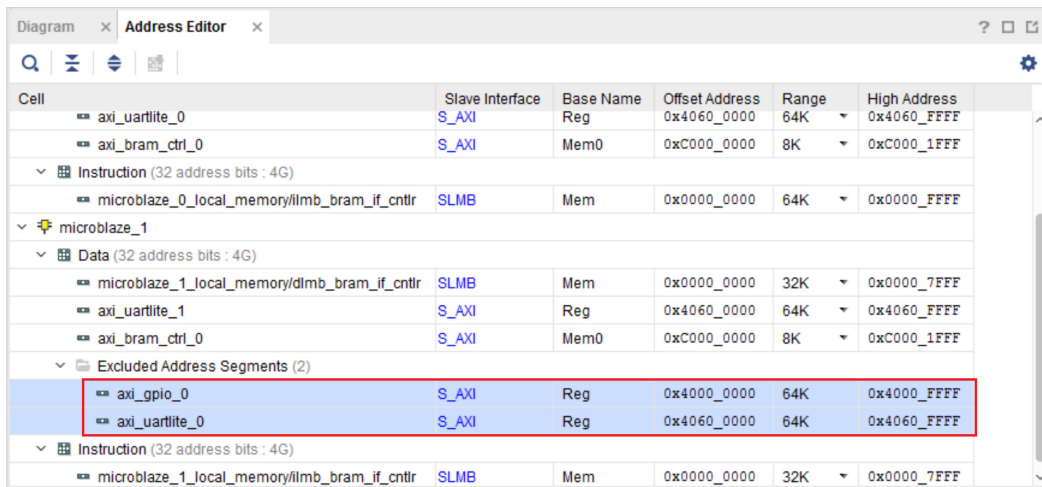 Diagram × Address Editor ×
Cell Slave Interface Base Name Offset Address Range High Address
axi_uartlite_0 S_AXI Reg 0x4060_0000 64K 0x4060_FFFF
axi_bram_ctrl_0 S_AXI Mem0 0xC000_0000 8K 0xC000_1FFF
Instruction (32 address bits : 4G)
microblaze_0_local_memory/ilmb_bram_if_cntlr SLMB Mem 0x0000_0000 64K 0x0000_FFFF
microblaze_1
Data (32 address bits : 4G)
microblaze_1_local_memory/dlmb_bram_if_cntlr SLMB Mem 0x0000_0000 32K 0x0000_7FFF
axi_uartlite_1 S_AXI Reg 0x4060_0000 64K 0x4060_FFFF
axi_bram_ctrl_0 S_AXI Mem0 0xC000_0000 8K 0xC000_1FFF
Excluded Address Segments (2)
axi_gpio_0 S_AXI Reg 0x4000_0000 64K 0x4000_FFFF
axi_uartlite_0 S_AXI Reg 0x4060_0000 64K 0x4060_FFFF
Instruction (32 address bits : 4G)
microblaze_1_local_memory/ilmb_bram_if_cntlr SLMB Mem 0x0000_0000 32K 0x0000_7FFF